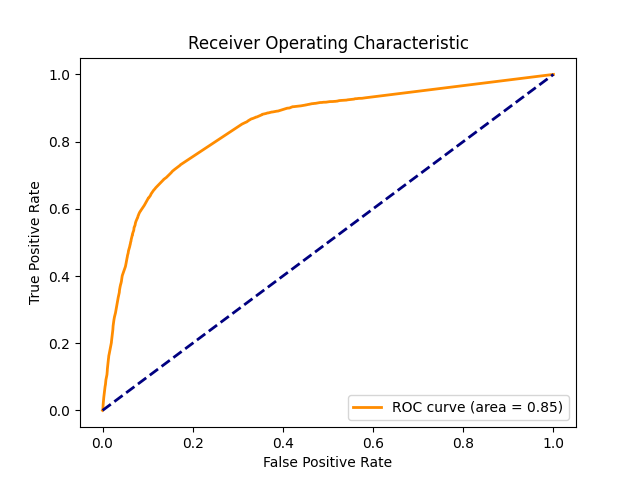 Receiver Operating Characteristic
True Positive Rate
1.0
0.8
0.6
0.4
0.2
0.0
ROC curve (area = 0.85)
0.0 0.2 0.4 0.6 0.8 1.0
False Positive Rate